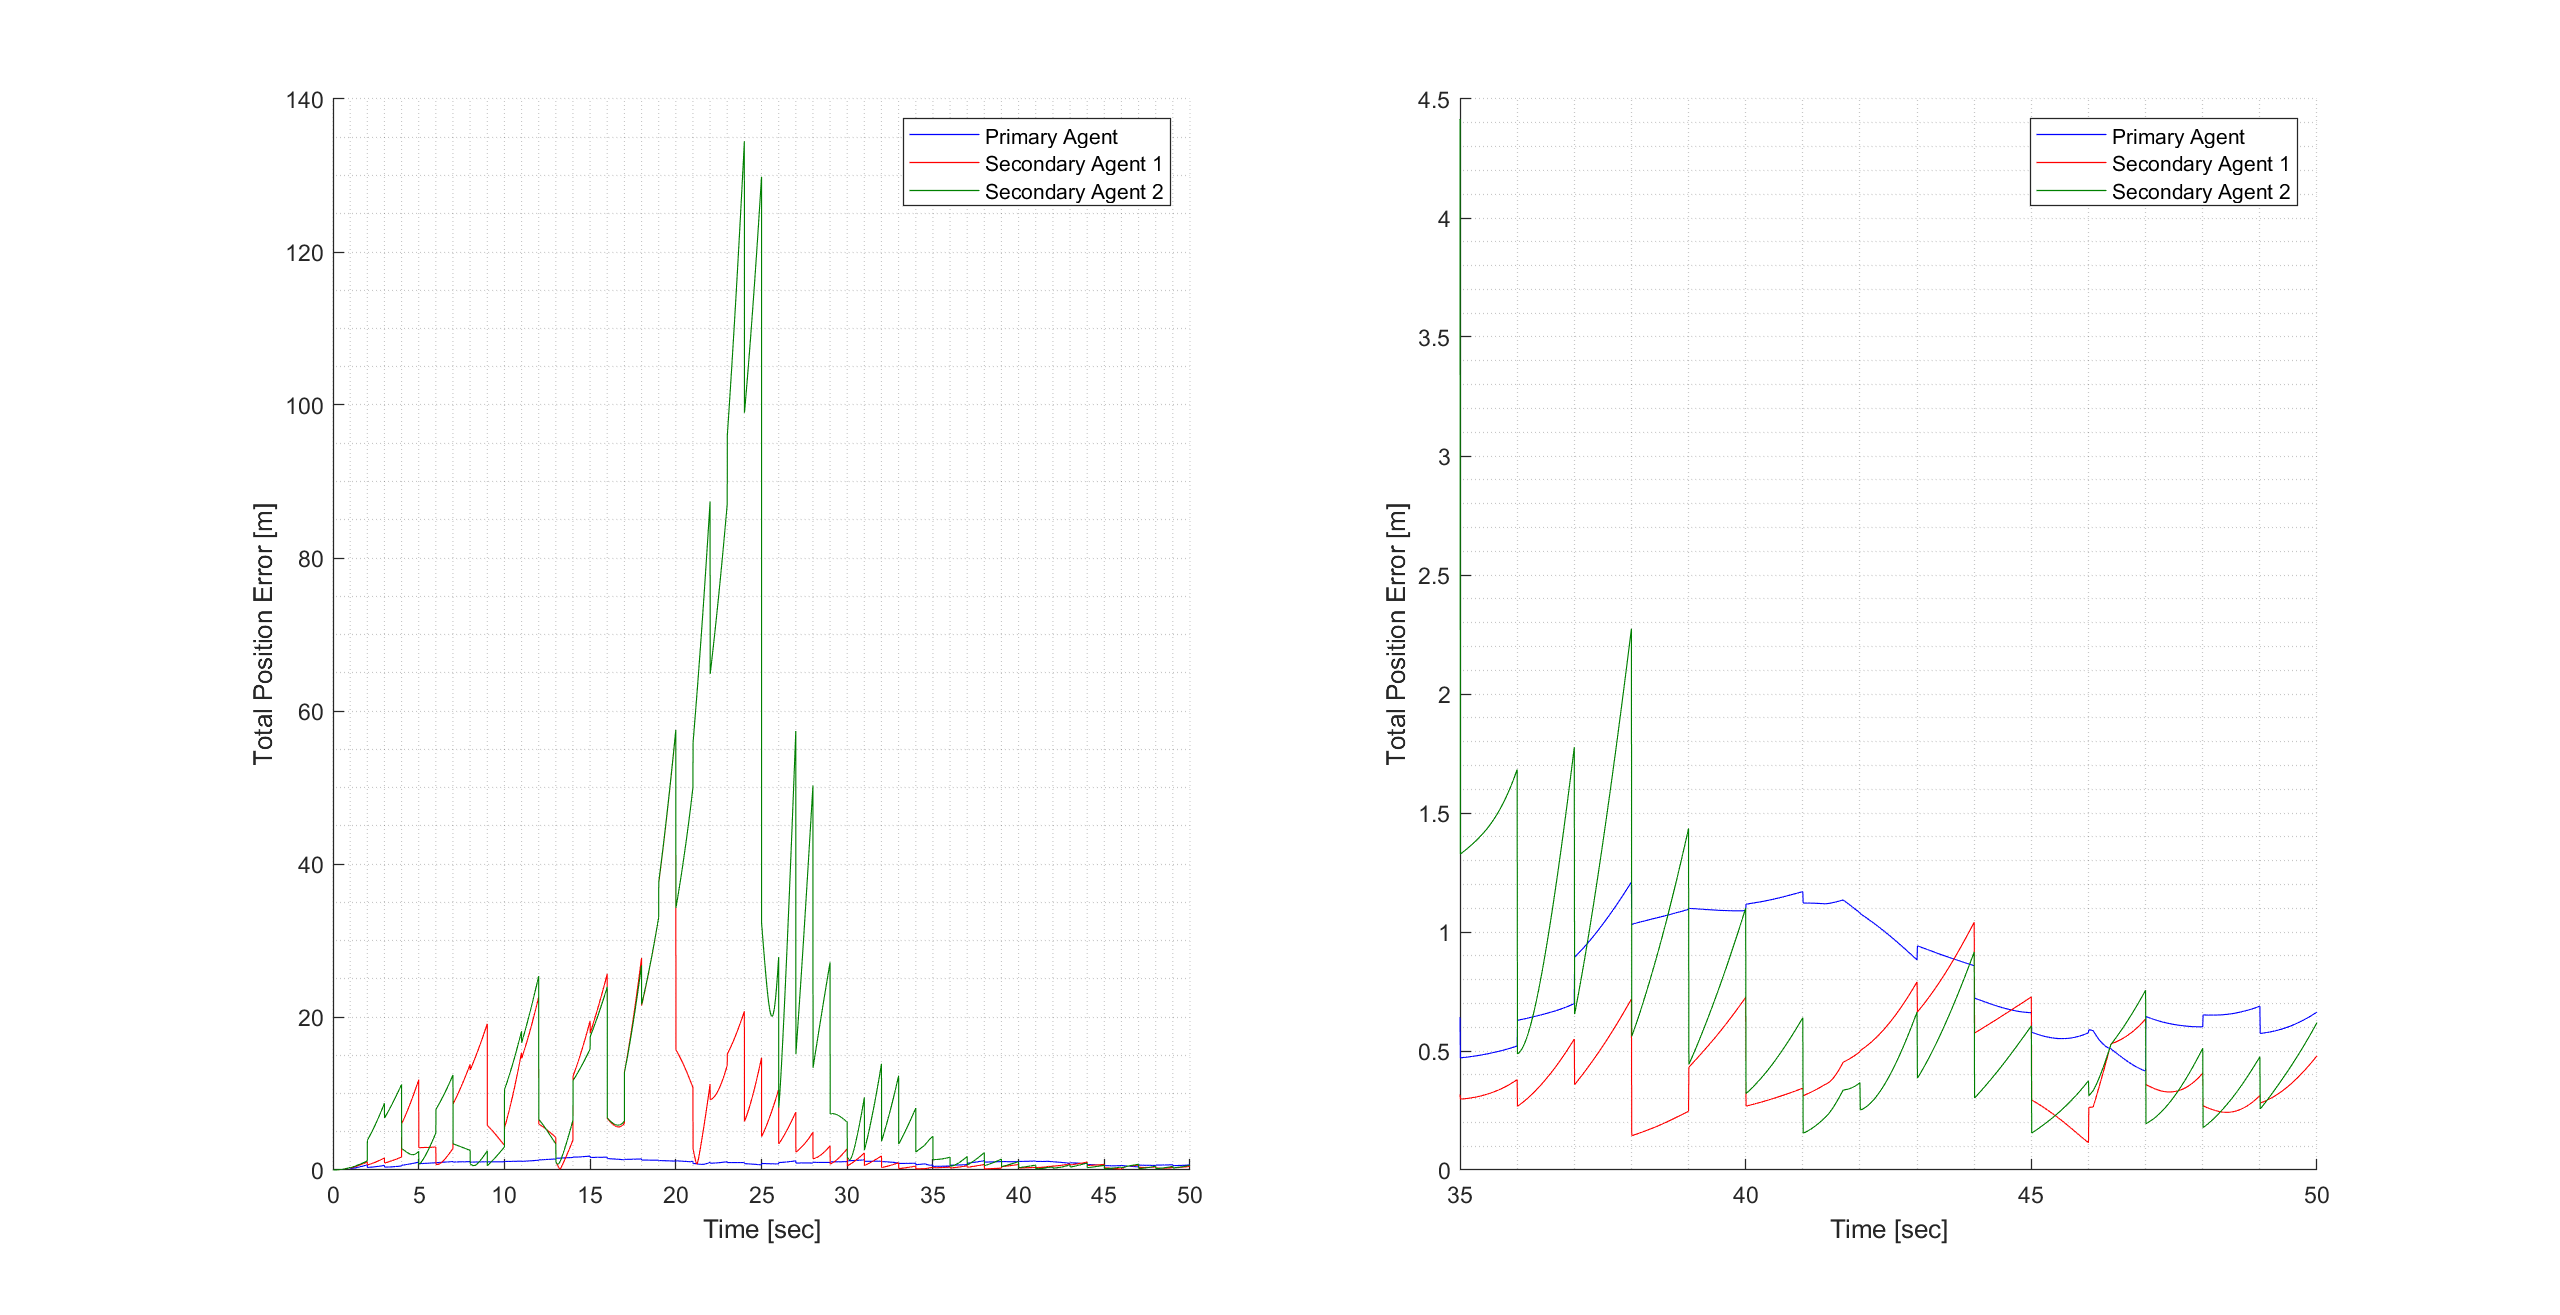 140
120
100
80
60
40
20
0
0 5 10 15 20 25 30 35 40 45 50
Total Position Error [m]
Time [sec]
Primary Agent
Secondary Agent 1
Secondary Agent 2
4.5
4
3.5
3
2.5
2
1.5
1
0.5
0
35 40 45 50
Total Position Error [m]
Time [sec]
Primary Agent
Secondary Agent 1
Secondary Agent 2